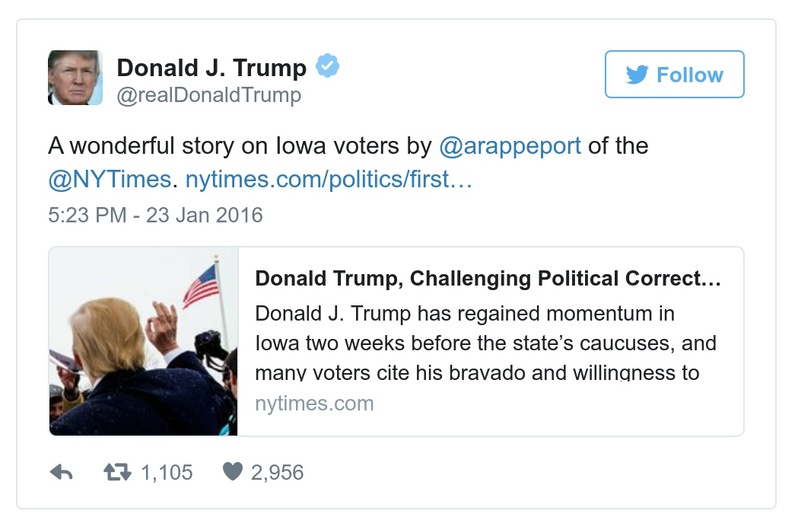 Donald J. Trump
@realDonaldTrump
Follow
A wonderful story on Iowa voters by @arappeport of the
@NYTimes. nytimes.com/politics/first…
5:23 PM - 23 Jan 2016
Donald Trump, Challenging Political Correct…
Donald J. Trump has regained momentum in
Iowa two weeks before the state’s caucuses, and
many voters cite his bravado and willingness to
nytimes.com
1,105 2,956